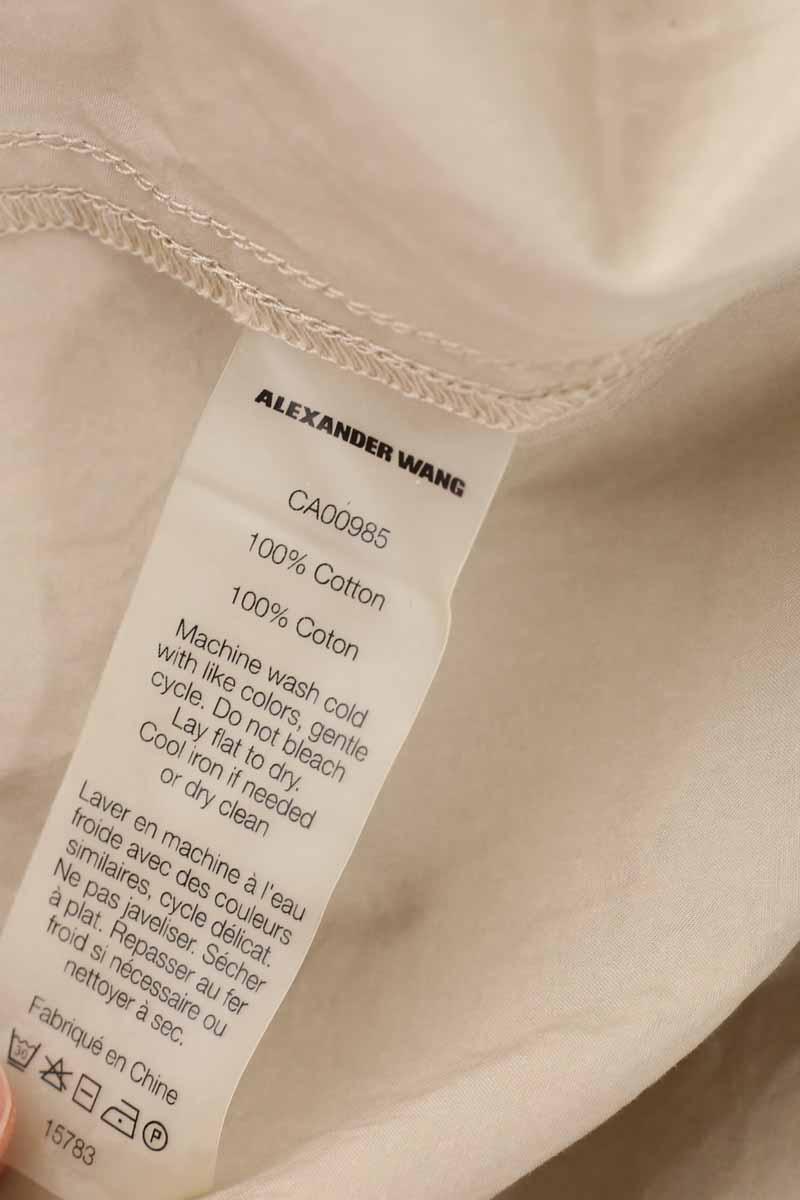 ALEXANDER WANG
CA00985
100% Cotton
100% Coton
Machine wash cold
with like colors, gentle
cycle. Do not bleach
Lay flat to dry.
Cool iron if needed
or dry clean
Laver en machine à l'eau
froide avec des couleurs
similaires, cycle délicat.
Ne pas javeliser. Sécher
à plat. Repasser au fer
froid si nécessaire ou
nettoyer à sec.
Fabriqué en Chine
30 P
15783